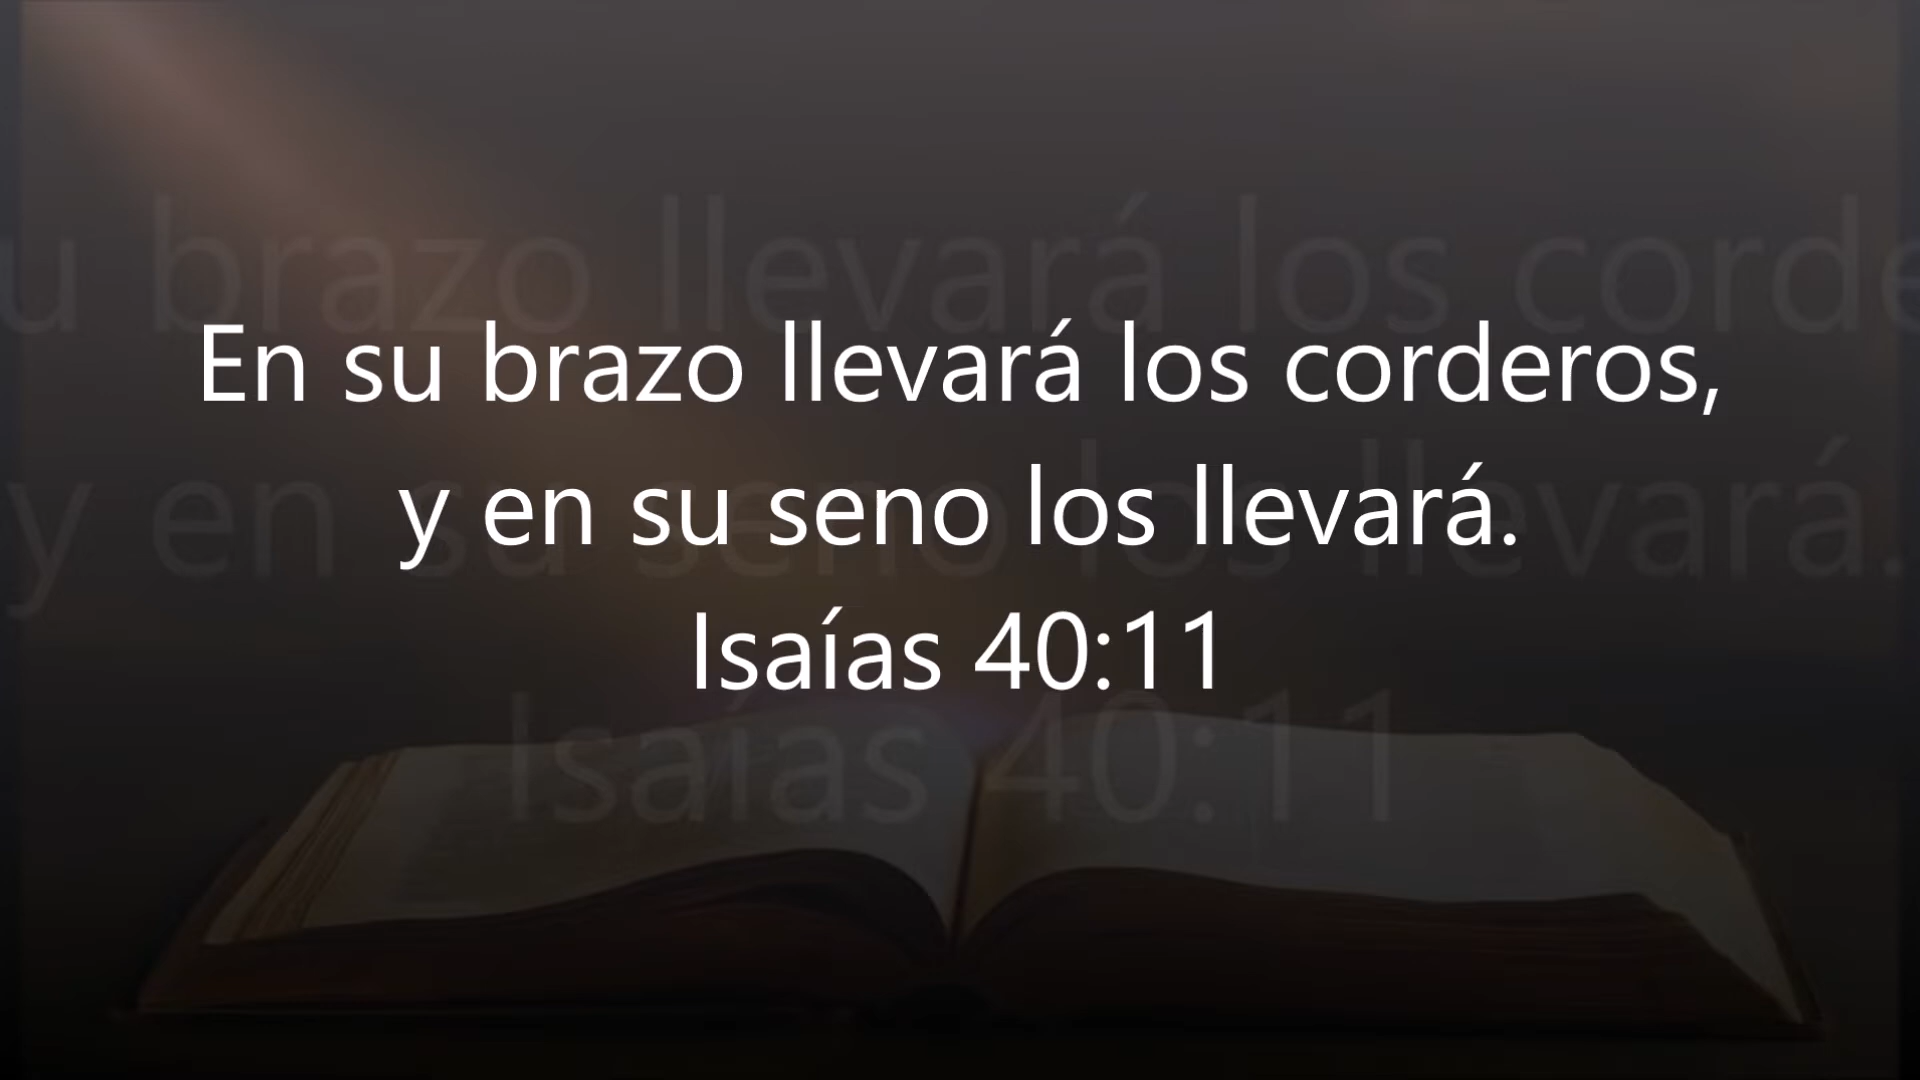 En su brazo llevará los corderos,
y en su seno los llevará.
Isaías 40:11